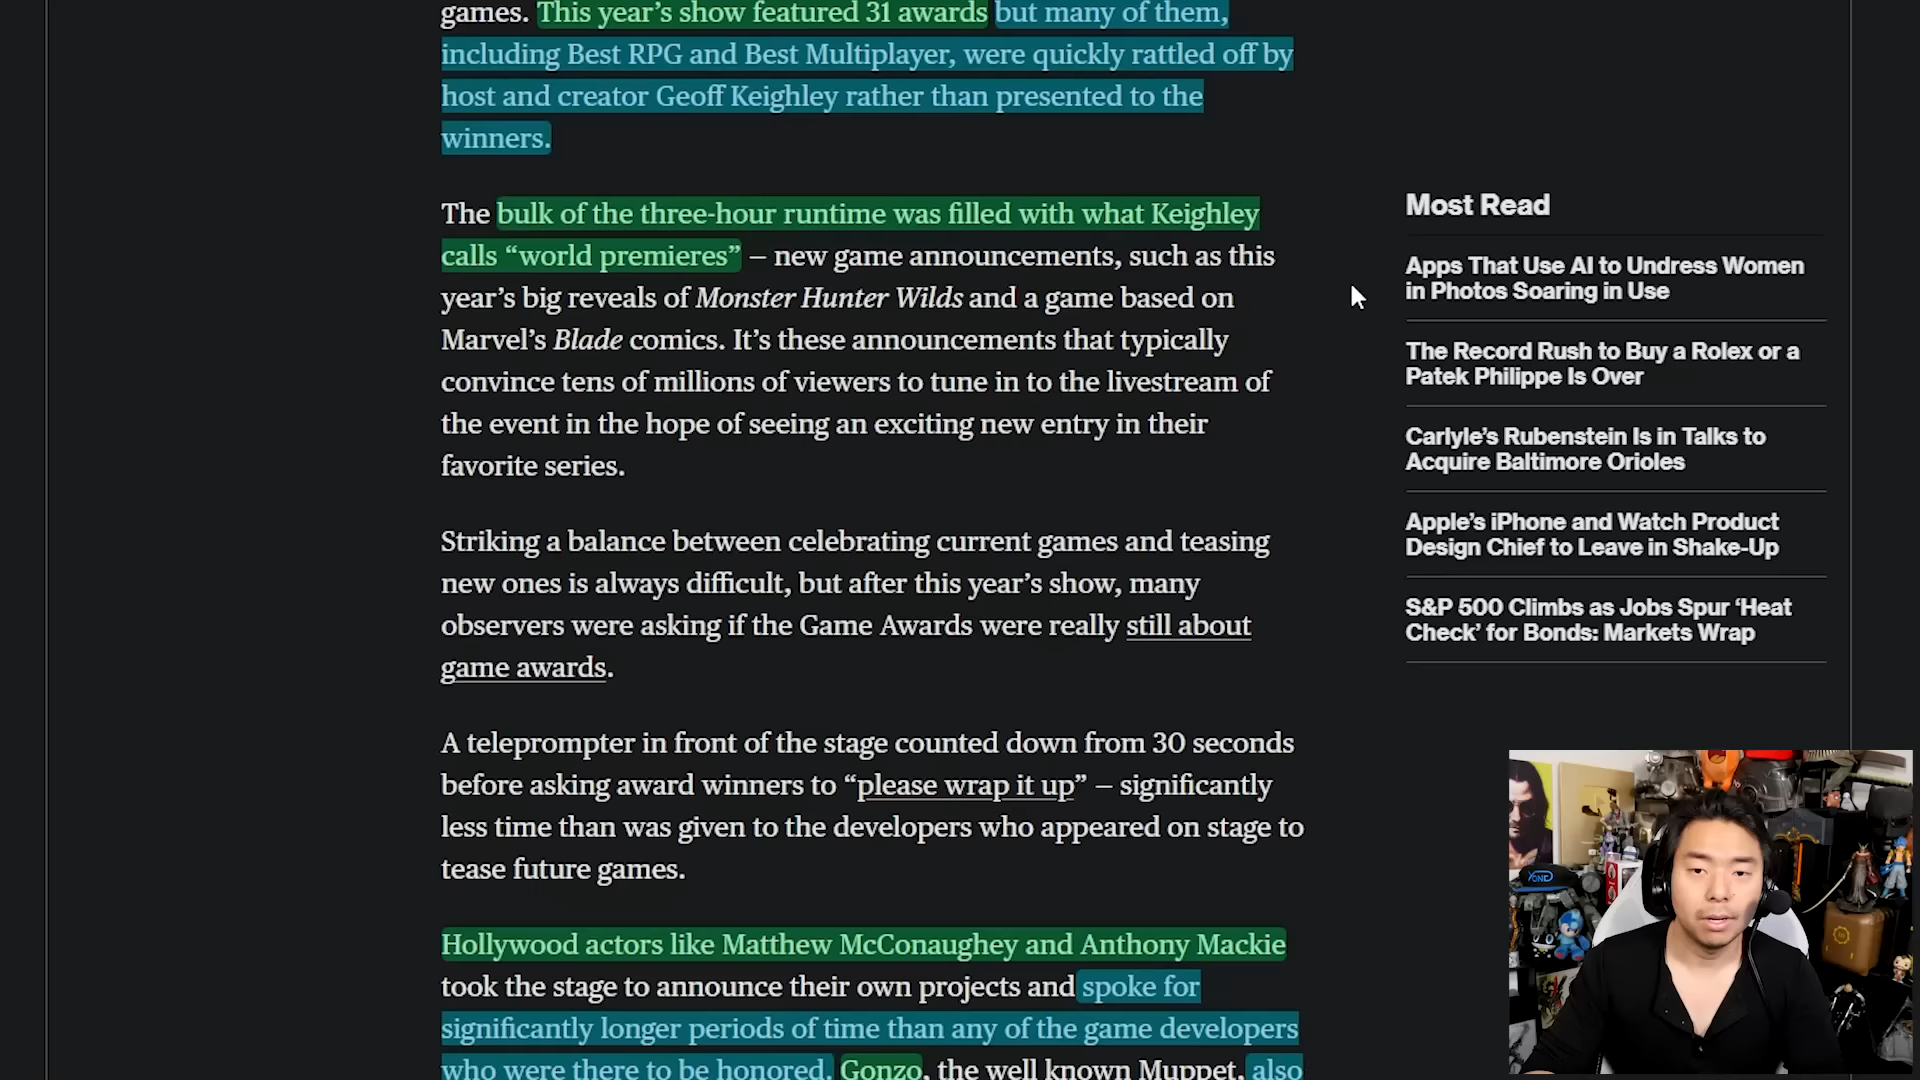 games. This year’s show featured 31 awards but many of them,
including Best RPG and Best Multiplayer, were quickly rattled off by
host and creator Geoff Keighley rather than presented to the
winners.
The bulk of the three-hour runtime was filled with what Keighley
calls “world premieres” – new game announcements, such as this
year’s big reveals of Monster Hunter Wilds and a game based on
Marvel’s Blade comics. It’s these announcements that typically
convince tens of millions of viewers to tune in to the livestream of
the event in the hope of seeing an exciting new entry in their
favorite series.
Striking a balance between celebrating current games and teasing
new ones is always difficult, but after this year’s show, many
observers were asking if the Game Awards were really still about
game awards.
A teleprompter in front of the stage counted down from 30 seconds
before asking award winners to “please wrap it up” – significantly
less time than was given to the developers who appeared on stage to
tease future games.
Hollywood actors like Matthew McConaughey and Anthony Mackie
took the stage to announce their own projects and spoke for
significantly longer periods of time than any of the game developers
who were there to be honored. Gonzo, the well known Muppet, also
Most Read
Apps That Use AI to Undress Women
in Photos Soaring in Use
The Record Rush to Buy a Rolex or a
Patek Philippe Is Over
Carlyle’s Rubenstein Is in Talks to
Acquire Baltimore Orioles
Apple’s iPhone and Watch Product
Design Chief to Leave in Shake-Up
S&P 500 Climbs as Jobs Spur ‘Heat
Check’ for Bonds: Markets Wrap